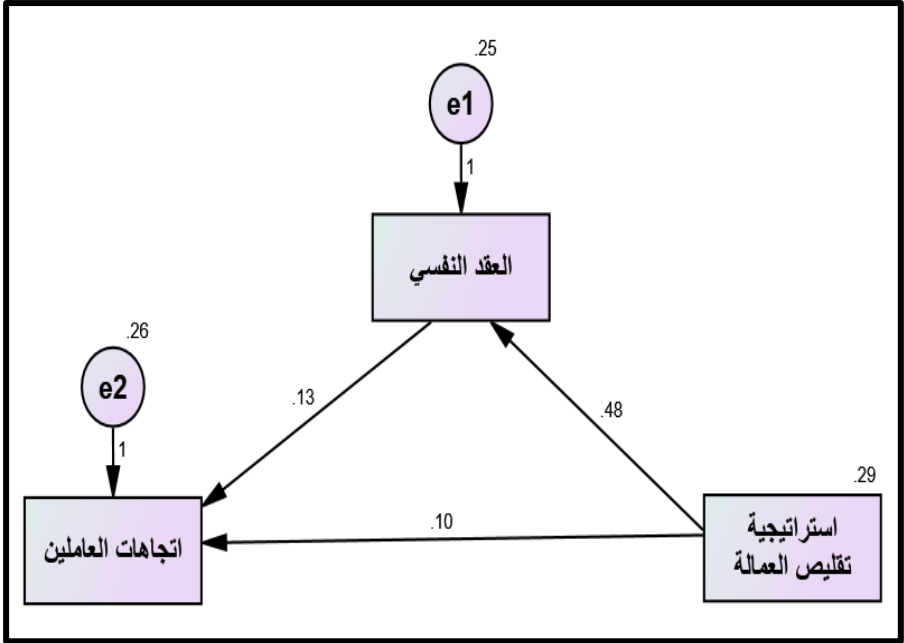 .25
e1
1
العقد النفسي
.26
e2
1
.13
.48
.29
.10
اتجاهات العاملين
استراتيجية
تقليص العمالة